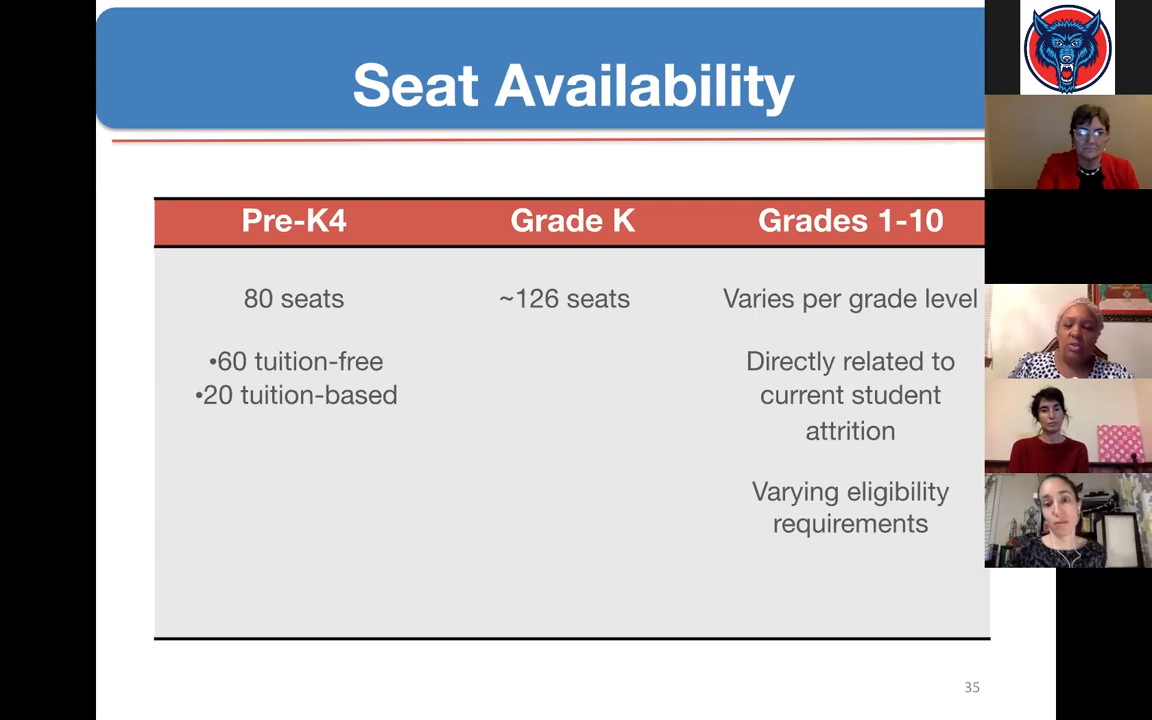 Seat Availability
Pre-K4 Grade K Grades 1-10
80 seats ~126 seats Varies per grade level
•60 tuition-free Directly related to
•20 tuition-based current student
attrition
Varying eligibility
requirements
35